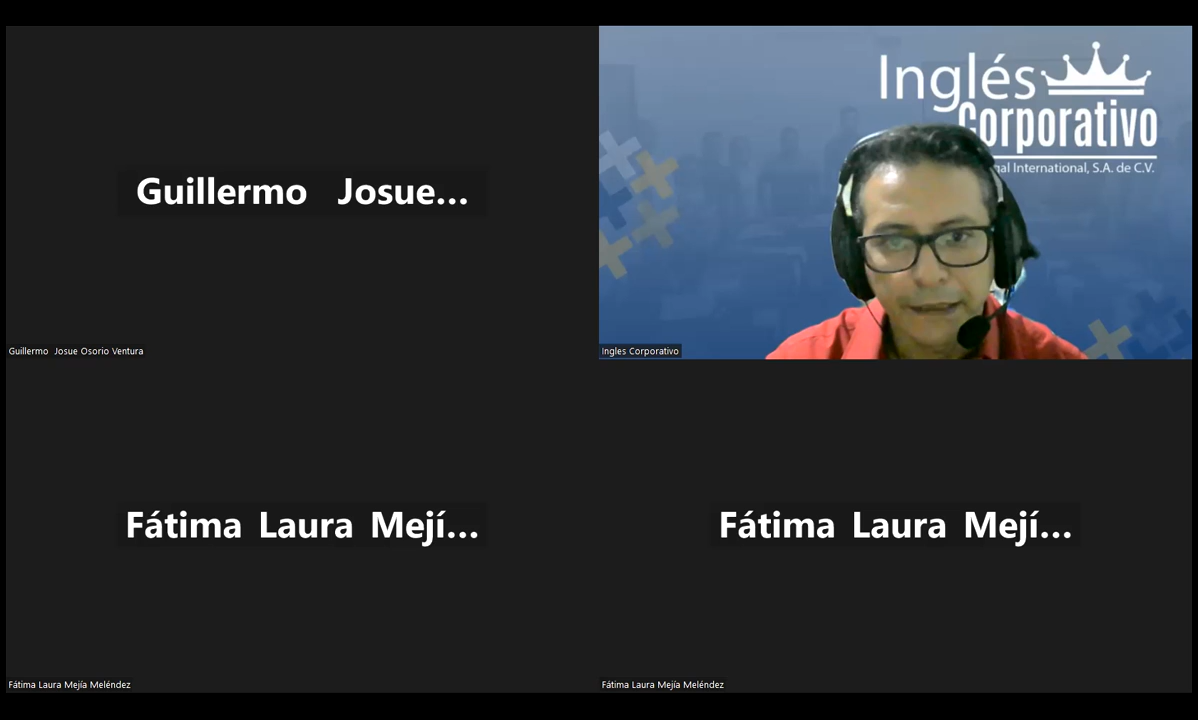 Guillermo Josue...
Guillermo Josue Osorio Ventura
Inglés
Corporativo
gal International, S.A. de C.V.
Ingles Corporativo
Fátima Laura Mejí...
Fátima Laura Mejía Meléndez
Fátima Laura Mejí...
Fátima Laura Mejía Meléndez